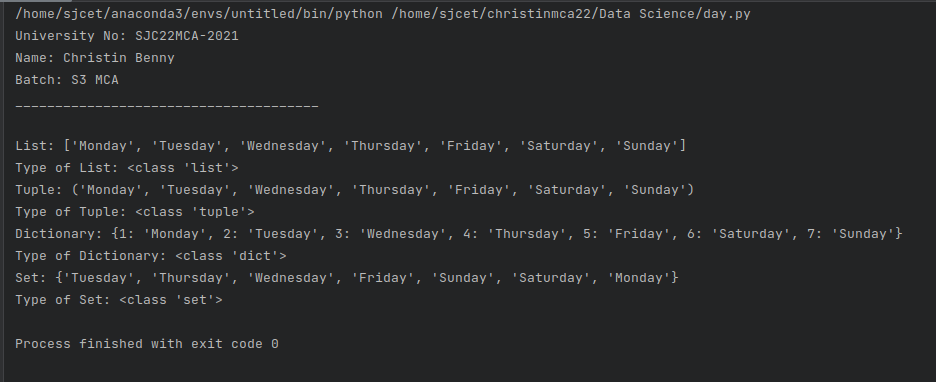 /home/sjcet/anaconda3/envs/untitled/bin/python /home/sjcet/christinmca22/Data Science/day.py
University No: SJC22MCA-2021
Name: Christin Benny
Batch: S3 MCA
--------------------------------------
List: ['Monday', 'Tuesday', 'Wednesday', 'Thursday', 'Friday', 'Saturday', 'Sunday']
Type of List: <class 'list'>
Tuple: ('Monday', 'Tuesday', 'Wednesday', 'Thursday', 'Friday', 'Saturday', 'Sunday')
Type of Tuple: <class 'tuple'>
Dictionary: {1: 'Monday', 2: 'Tuesday', 3: 'Wednesday', 4: 'Thursday', 5: 'Friday', 6: 'Saturday', 7: 'Sunday'}
Type of Dictionary: <class 'dict'>
Set: {'Tuesday', 'Thursday', 'Wednesday', 'Friday', 'Sunday', 'Saturday', 'Monday'}
Type of Set: <class 'set'>
Process finished with exit code 0